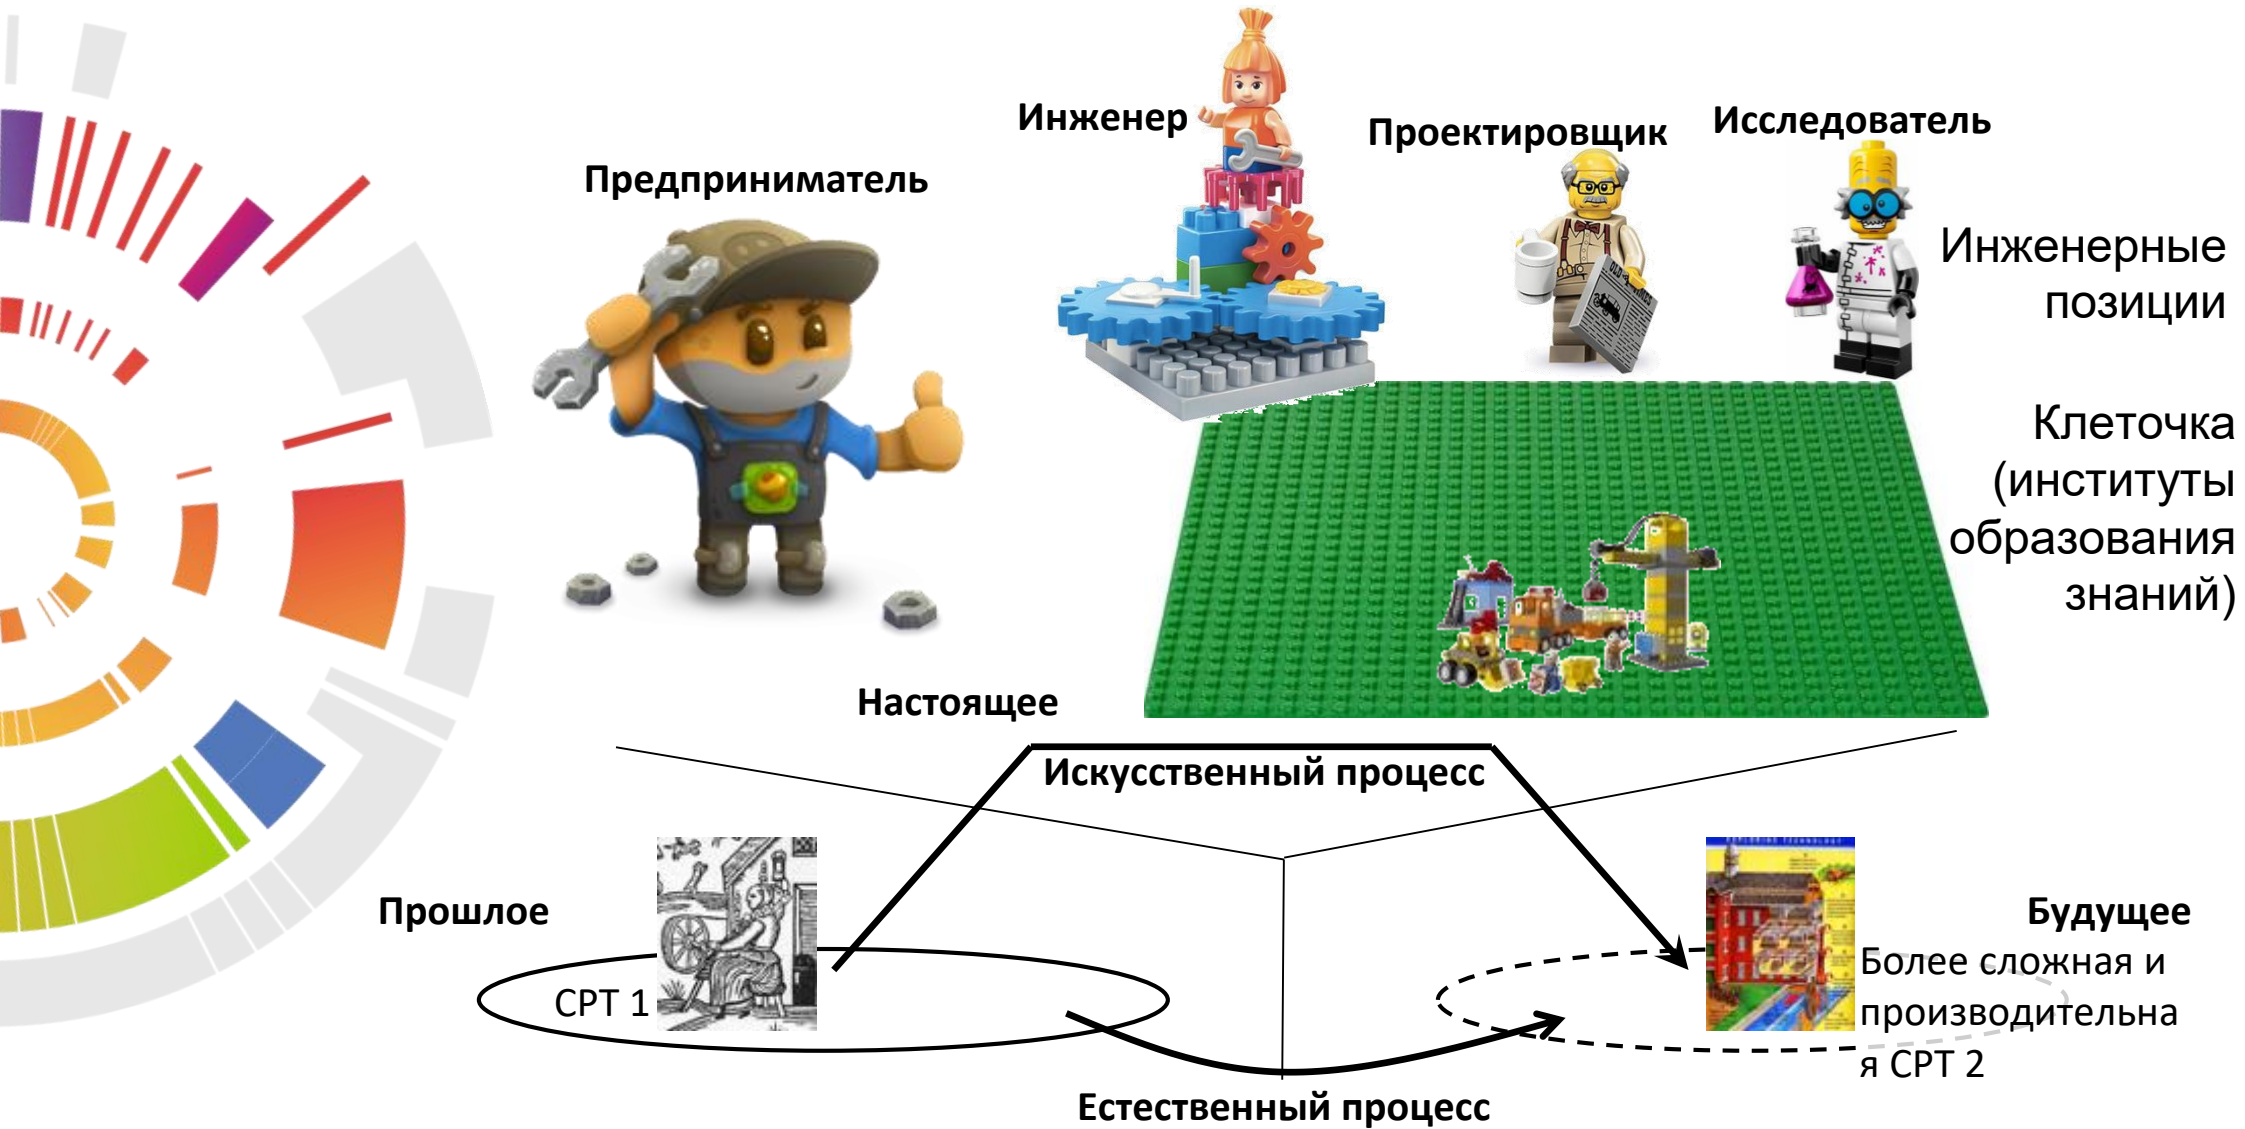 Инженер
Проектировщик
Исследователь
Предприниматель
Инженерные
позиции
Клеточка
(институты
образования
знаний)
Настоящее
Искусственный процесс
Прошлое
Будущее
Более сложная и
производительна
я СРТ 2
СРТ 1
Естественный процесс